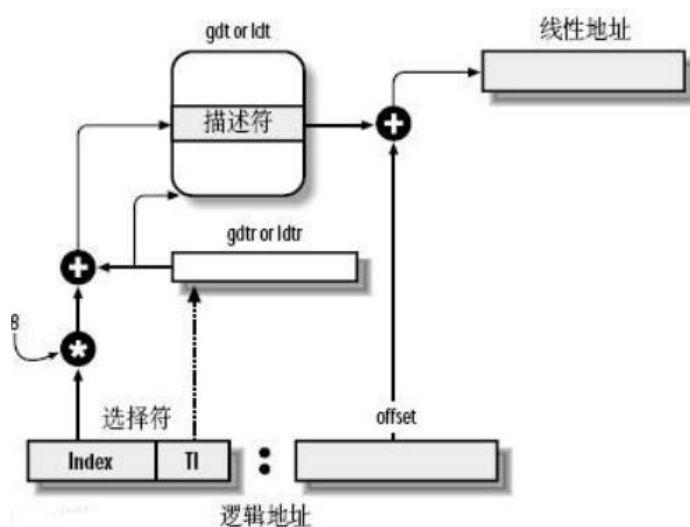 gdt or ldt
线性地址
描述符
gdtr or ldtr
8
选择符
offset
Index
TI
逻辑地址